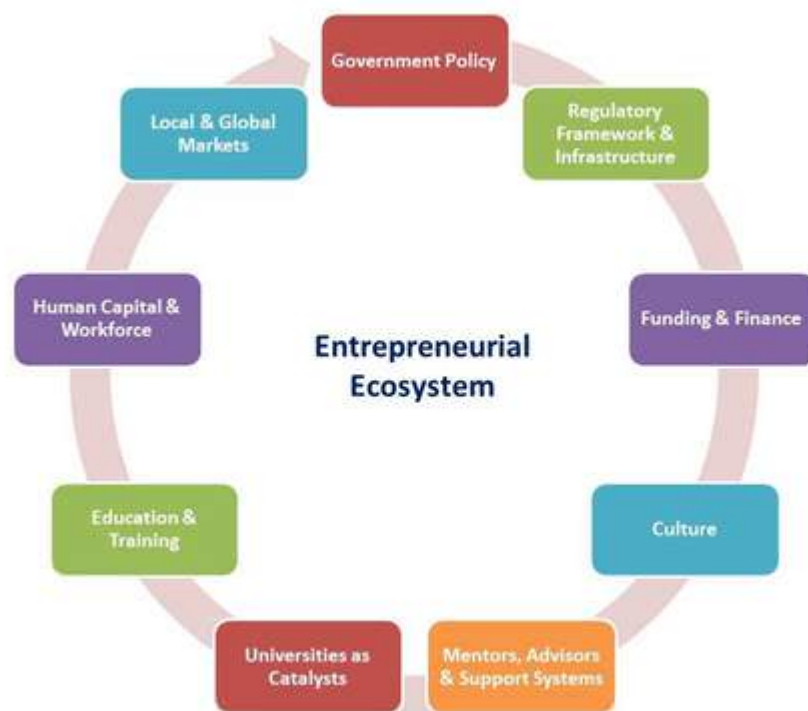 Government Policy
Regulatory
Framework &
Infrastructure
Funding & Finance
Culture
Mentors, Advisors
& Support Systems
Universities as
Catalysts
Education &
Training
Human Capital &
Workforce
Local & Global
Markets
Entrepreneurial
Ecosystem